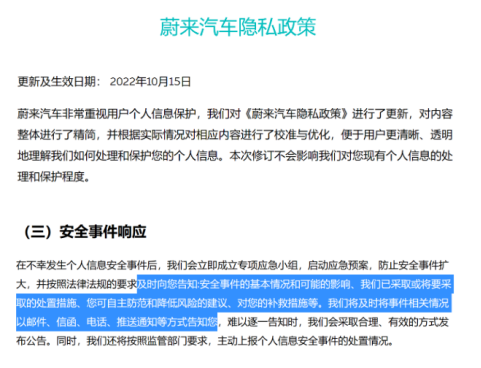 蔚来汽车隐私政策
更新及生效日期： 2022年10月15日
蔚来汽车非常重视用户个人信息保护，我们对《蔚来汽车隐私政策》进行了更新，对内容
整体进行了精简，并根据实际情况对相应内容进行了校准与优化，便于用户更清晰、透明
地理解我们如何处理和保护您的个人信息。本次修订不会影响我们对您现有个人信息的处
理和保护程度。
（三）安全事件响应
在不幸发生个人信息安全事件后，我们会立即成立专项应急小组，启动应急预案，防止安全事件扩
大，并按照法律法规的要求及时向您告知:安全事件的基本情况和可能的影响、我们已采取或将要采
取的处置措施、您可自主防范和降低风险的建议、对您的补救措施等。我们将及时将事件相关情况
以邮件、信函、电话、推送通知等方式告知您，难以逐一告知时，我们会采取合理、有效的方式发
布公告。同时，我们还将按照监管部门要求，主动上报个人信息安全事件的处置情况。